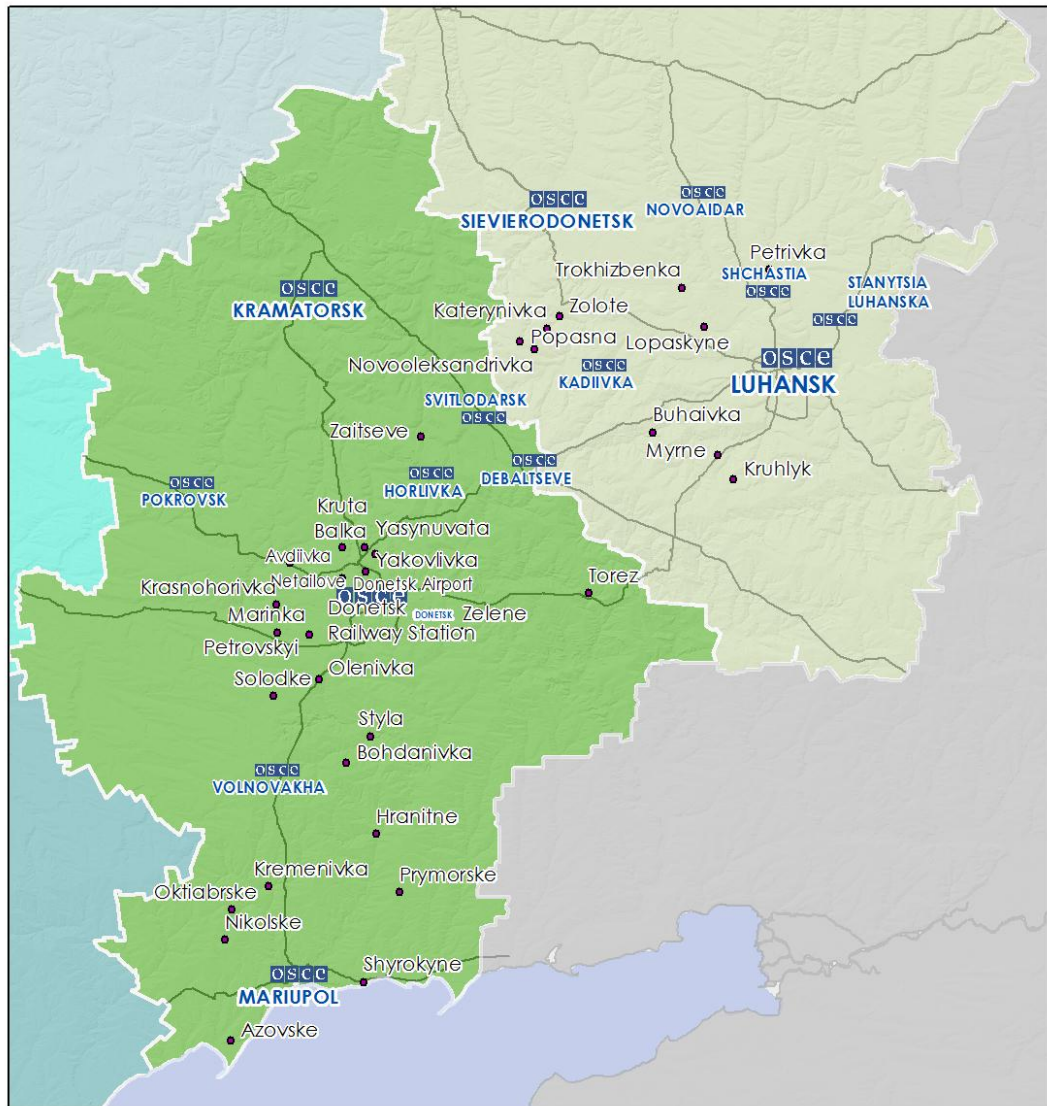 osce
SIEVIERODONETSK
osce
NOVOAIDAR
Petrivka
Trokhizbenka
SHCHASTIA
osce
STANYTSIA
LUHANSKA
osce
osce
KRAMATORSK
Katerynivka
Zolote
Popasna
Lopaskyne
Novooleksandrivka
osce
KADIIVKA
osce
LUHANSK
SVITLODARSK
osce
Zaitseve
Buhaivka
Myrne
Kruhlyk
osce
DEBALTSEVE
osce
HORLIVKA
osce
POKROVSK
Kruta
Balka
Yasynuvata
Avdiivka
Yakovlivka
Netailove
Donetsk Airport
Torez
Krasnohorivka
osce
Donetsk
DONETSK
Zelene
Marinka
Railway Station
Petrovskyi
Olenivka
Solodke
Styla
Bohdanivka
osce
VOLNOVAKHA
Hranitne
Kremenivka
Prymorske
Oktiabrske
Nikolske
Shyrokyne
osce
MARIUPOL
Azovske